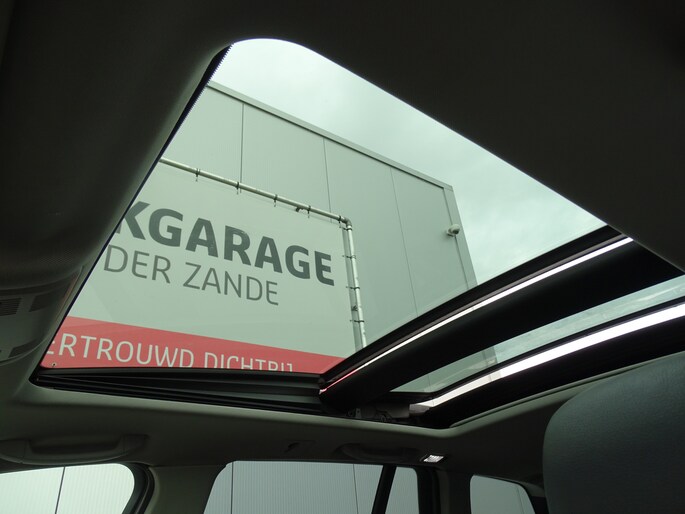 KGARAGE
DER ZANDE
ERTROUWD DICHTBIJ